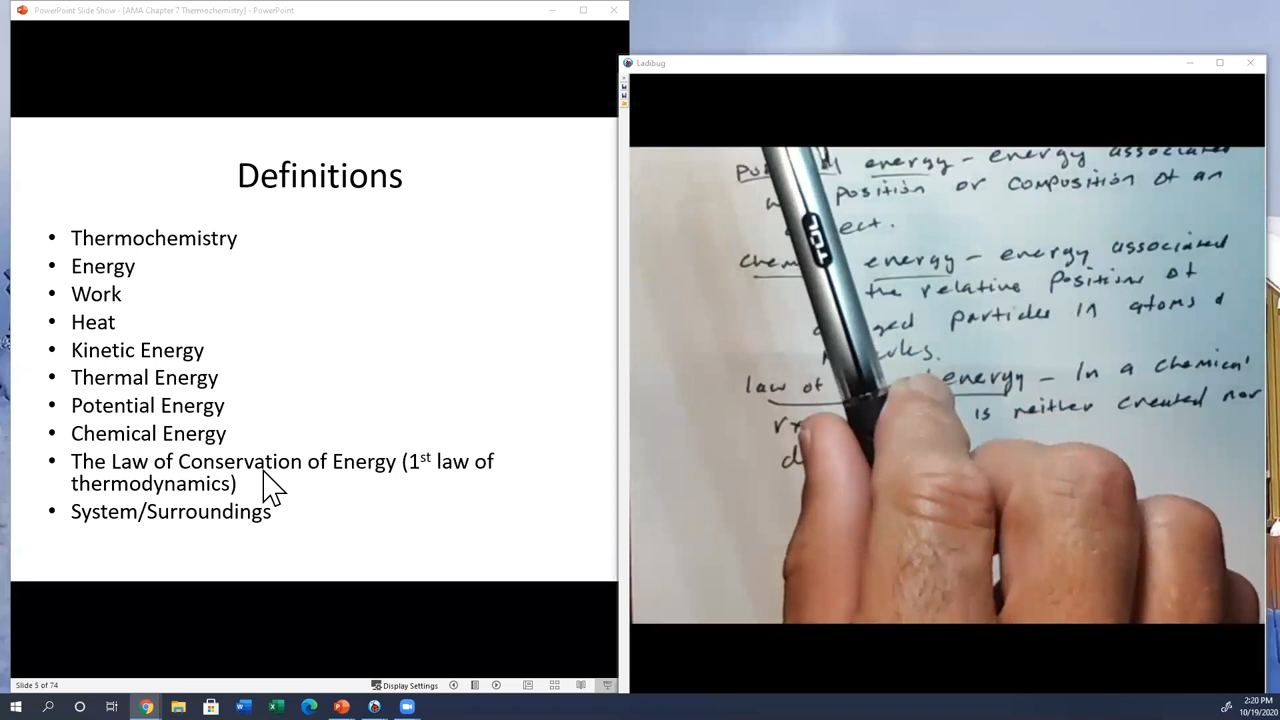 PowerPoint Slide Show - [AMA Chapter 7 Thermochemistry] - PowerPoint
Definitions
• Thermochemistry
• Energy
• Work
• Heat
• Kinetic Energy
• Thermal Energy
• Potential Energy
• Chemical Energy
• The Law of Conservation of Energy (1st law of
thermodynamics)
• System/Surroundings
Slide 5 of 74
Display Settings
Ladibug
energy - energy associated
position or composition of an
energy - energy associated
the relative position of
particles in atoms &
law of energy - In a chemical
is neither created nor
2:20 PM
10/19/2020